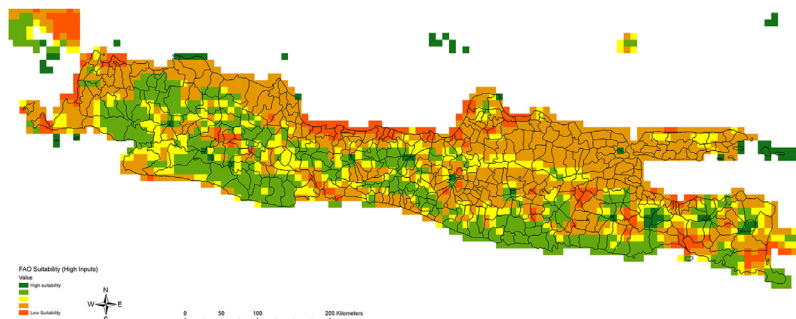 FAO Suitability (High Inputs)
Value
High suitability
Low Suitability
N
W E
S
0 50 100 200 Kilometers